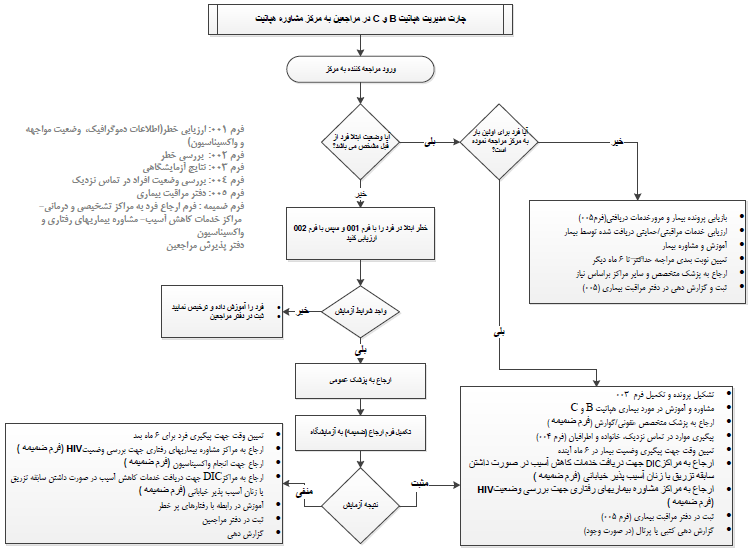 چارت مدیریت هپاتیت B و C در مراجعین به مرکز مشاوره هپاتیت
ورود مراجعه کننده به مرکز
آیا وضعیت ابتلا فرد از
قبل مشخص می باشد؟
بلی
آیا فرد برای اولین بار
به مرکز مراجعه نموده
است؟
خیر
فرم ۰۰۱: ارزیابی خطر(اطلاعات دموگرافیک، وضعیت مواجهه
و واکسیناسیون)
فرم ۰۰۲: بررسی خطر
فرم ۰۰۳: نتایج آزمایشگاهی
فرم ۰۰۴: بررسی وضعیت افراد در تماس نزدیک
فرم ۰۰۵: دفتر مراقبت بیماری
فرم ضمیمه : فرم ارجاع فرد به مراکز تشخیصی و درمانی–
مراکز خدمات کاهش آسیب– مشاوره بیماریهای رفتاری و
واکسیناسیون
دفتر پذیرش مراجعین
خیر
خطر ابتلا در فرد را با فرم 001 و سپس با فرم 002
ارزیابی کنید
• بازیابی پرونده بیمار و مرورخدمات دریافتی(فرم۰۰۵)
• ارزیابی خدمات مراقبتی/حمایتی دریافت شده توسط بیمار
• آموزش و مشاوره بیمار
• تعیین نوبت بعدی مراجعه حداکثر تا ۶ ماه دیگر
• ارجاع به پزشک متخصص و سایر مراکز براساس نیاز
• ثبت و گزارش دهی در دفتر مراقبت بیماری (۰۰۵)
واجد شرایط آزمایش
خیر
• فرد را آموزش داده و ترخیص نمایید
• ثبت در دفتر مراجعین
بلی
بلی
ارجاع به پزشک عمومی
تکمیل فرم ارجاع (ضمیمه) به آزمایشگاه
نتیجه آزمایش
مثبت
منفی
• تشکیل پرونده و تکمیل فرم ۰۰۳
• مشاوره و آموزش در مورد بیماری هپاتیت B و C
• ارجاع به پزشک متخصص عفونی/گوارش (فرم ضمیمه )
• پیگیری موارد در تماس نزدیک، خانواده و اطرافیان (فرم ۰۰۴)
• تعیین وقت جهت پیگیری وضعیت بیمار در ۶ ماه آینده
• ارجاع به مراکز DIC جهت دریافت خدمات کاهش آسیب در صورت داشتن
سابقه تزریق یا زنان آسیب پذیر خیابانی (فرم ضمیمه )
• ارجاع به مراکز مشاوره بیماریهای رفتاری جهت بررسی وضعیت HIV
(فرم ضمیمه )
• ثبت در دفتر مراقبت بیماری (فرم ۰۰۵)
• گزارش دهی کتبی یا پرتال (در صورت وجود)
• تعیین وقت جهت پیگیری فرد برای ۶ ماه بعد
• ارجاع به مراکز مشاوره بیماریهای رفتاری جهت بررسی وضعیت HIV (فرم ضمیمه )
• ارجاع جهت انجام واکسیناسیون (فرم ضمیمه )
• ارجاع به مراکز DIC جهت دریافت خدمات کاهش آسیب در صورت داشتن سابقه تزریق
یا زنان آسیب پذیر خیابانی (فرم ضمیمه )
• آموزش در رابطه با رفتارهای پر خطر
• ثبت در دفتر مراجعین
• گزارش دهی